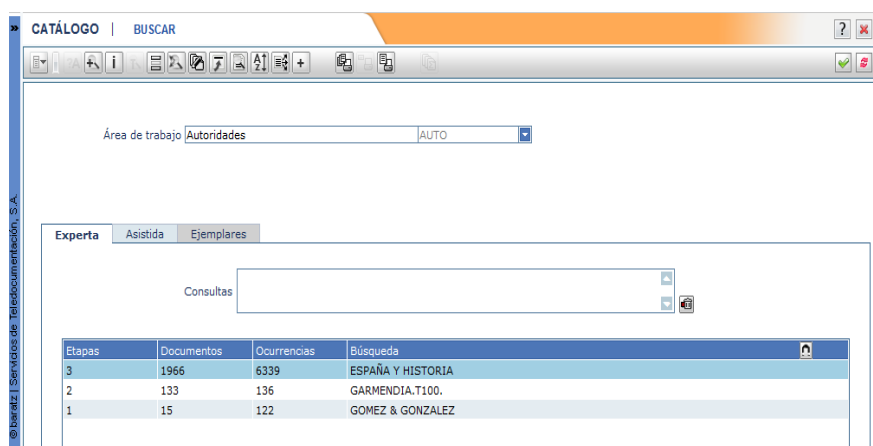 »
CATÁLOGO | BUSCAR
? ×
Área de trabajo Autoridades AUTO
Experta Asistida Ejemplares
Consultas
Etapas Documentos Ocurrencias Búsqueda
3 1966 6339 ESPAÑA Y HISTORIA
2 133 136 GARMENDIA.T100.
1 15 122 GOMEZ & GONZALEZ
© baratz | Servicios de Teledocumentación, S.A.